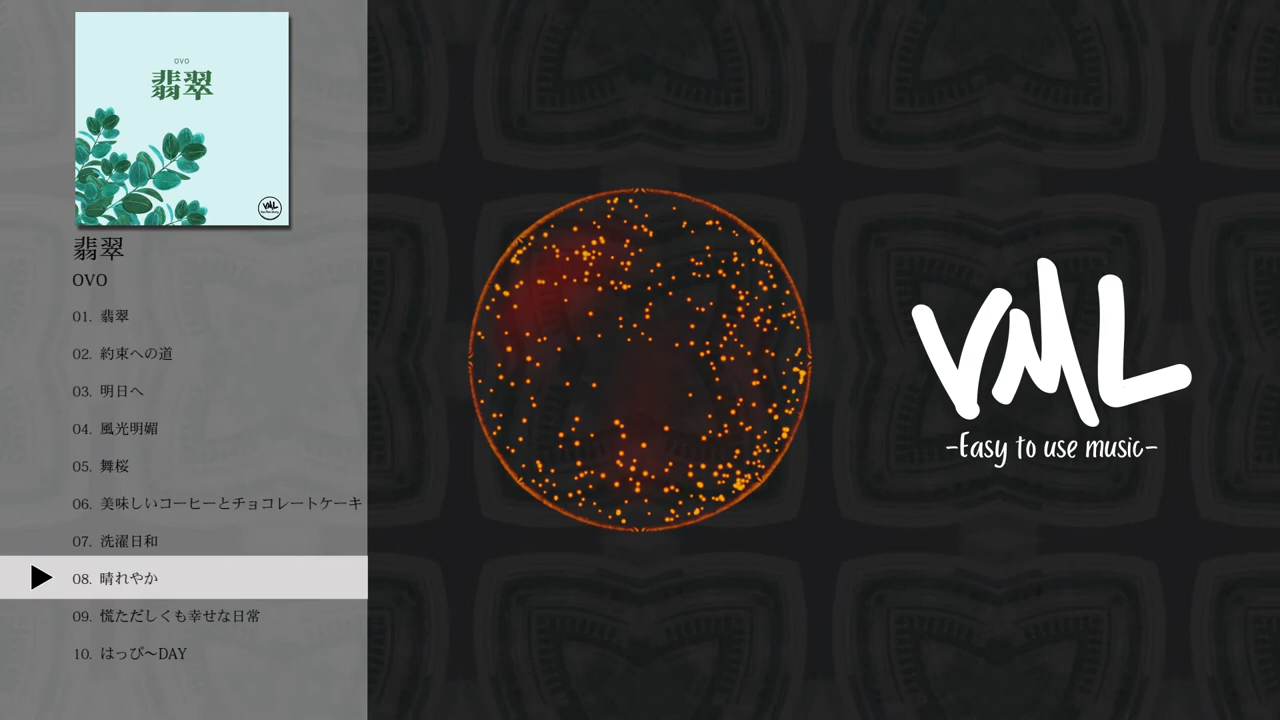 OVO
翡翠
VML
翡翠
OVO
01. 翡翠
02. 約束への道
03. 明日へ
04. 風光明媚
05. 舞桜
06. 美味しいコーヒーとチョコレートケーキ
07. 洗濯日和
08. 晴れやか
09. 慌ただしくも幸せな日常
10. はっぴ〜DAY
VML
-Easy to use music-